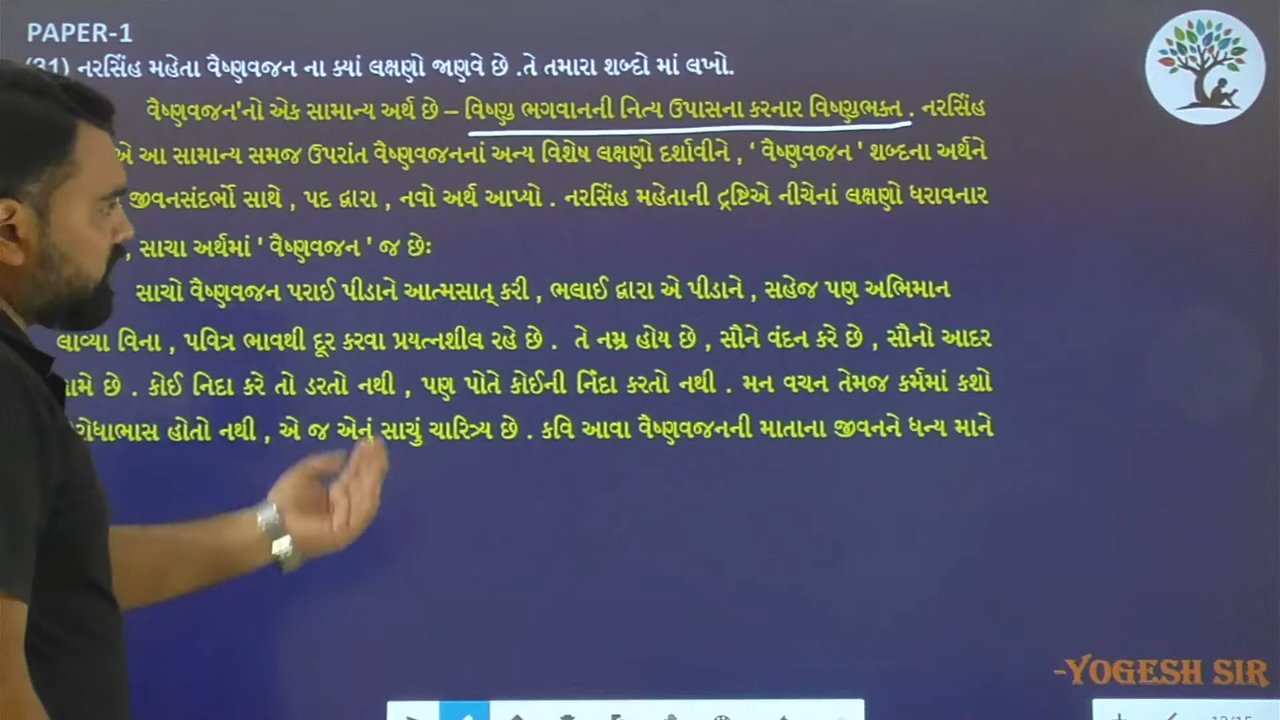 PAPER-1
(31) નરસિંહ મહેતા વૈષ્ણવજન ના ક્યાં લક્ષણો જાણવે છે .તે તમારા શબ્દો માં લખો.
વૈષ્ણવજન'નો એક સામાન્ય અર્થ છે – વિષ્ણુ ભગવાનની નિત્ય ઉપાસના કરનાર વિષ્ણુભક્ત . નરસિંહ
એ આ સામાન્ય સમજ ઉપરાંત વૈષ્ણવજનનાં અન્ય વિશેષ લક્ષણો દર્શાવીને , ' વૈષ્ણવજન ' શબ્દના અર્થને
જીવનસંદર્ભો સાથે , પદ દ્વારા , નવો અર્થ આપ્યો . નરસિંહ મહેતાની દ્રષ્ટિએ નીચેનાં લક્ષણો ધરાવનાર
, સાચા અર્થમાં ' વૈષ્ણવજન ' જ છેઃ
સાચો વૈષ્ણવજન પરાઈ પીડાને આત્મસાત્ કરી , ભલાઈ દ્વારા એ પીડાને , સહેજ પણ અભિમાન
લાવ્યા વિના , પવિત્ર ભાવથી દૂર કરવા પ્રયત્નશીલ રહે છે . તે નમ્ર હોય છે , સૌને વંદન કરે છે , સૌનો આદર
છે . કોઈ નિદા કરે તો ડરતો નથી , પણ પોતે કોઈની નિંદા કરતો નથી . મન વચન તેમજ કર્મમાં કશો
હોતો નથી , એ જ એનું સાચું ચારિત્ર્ય છે . કવિ આવા વૈષ્ણવજનની માતાના જીવનને ધન્ય માને
-YOGESH SIR